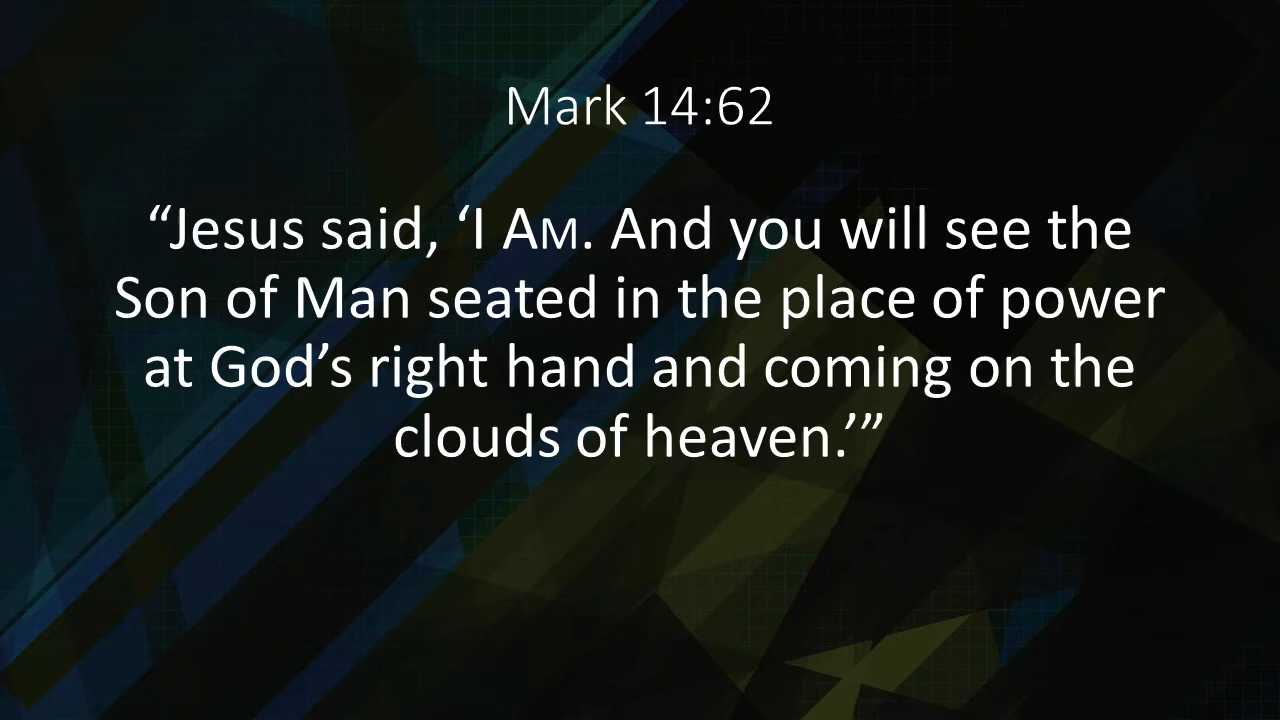 Mark 14:62
“Jesus said, ‘I AM. And you will see the
Son of Man seated in the place of power
at God’s right hand and coming on the
clouds of heaven.’”